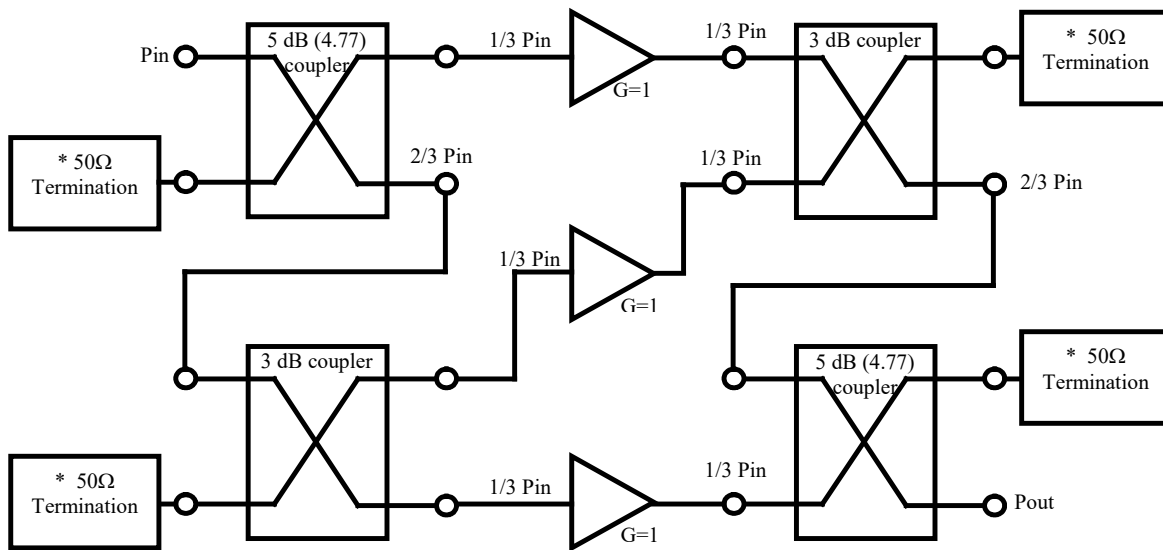 Pin
5 dB (4.77)
coupler
1/3 Pin
G=1
1/3 Pin
3 dB coupler
* 50Ω
Termination
* 50Ω
Termination
2/3 Pin
1/3 Pin
2/3 Pin
1/3 Pin
G=1
3 dB coupler
5 dB (4.77)
coupler
* 50Ω
Termination
* 50Ω
Termination
1/3 Pin
G=1
1/3 Pin
Pout